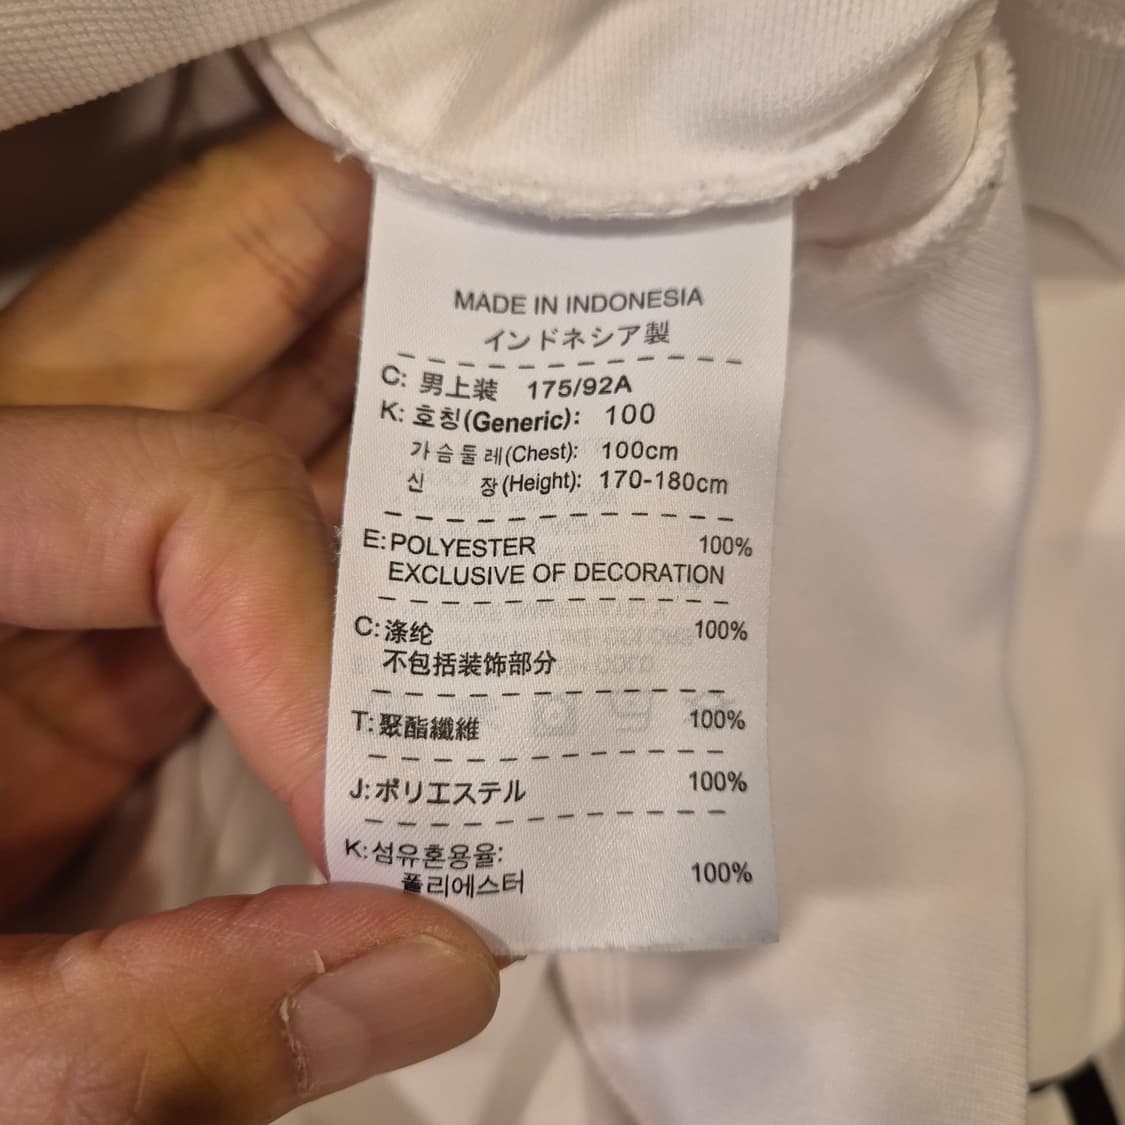 MADE IN INDONESIA
インドネシア製
C: 男上装 175/92A
K: 호칭(Generic): 100
가슴둘레(Chest): 100cm
신 장(Height): 170-180cm
E:POLYESTER 100%
EXCLUSIVE OF DECORATION
C:涤纶 100%
不包括装饰部分
T:聚酯纖維 100%
J:ポリエステル 100%
K:섬유혼용율:
폴리에스터 100%